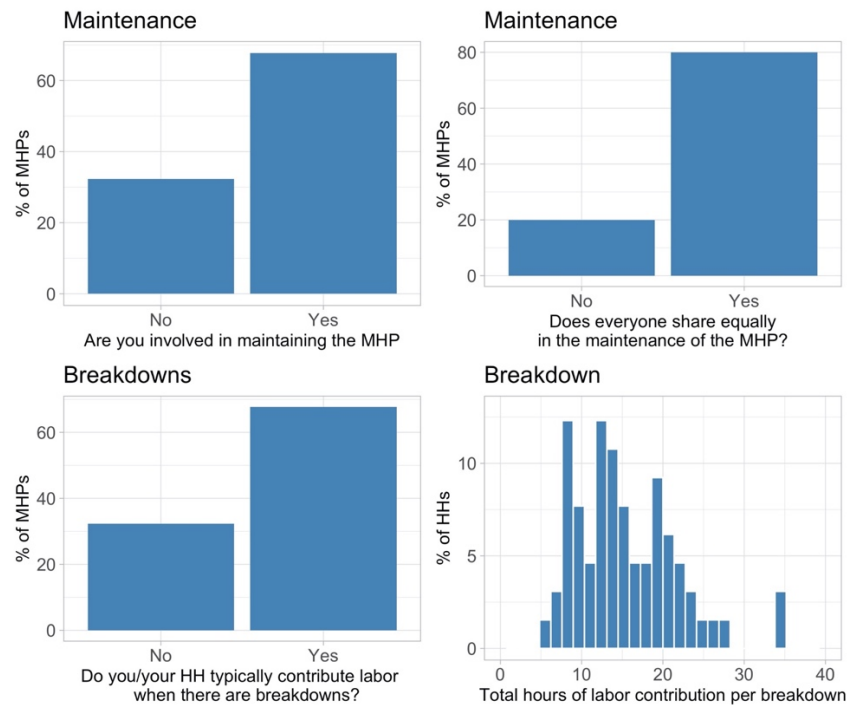 Maintenance
% of MHPs
60
40
20
0
No Yes
Are you involved in maintaining the MHP
Maintenance
% of MHPs
80
60
40
20
0
No Yes
Does everyone share equally
in the maintenance of the MHP?
Breakdowns
% of MHPs
60
40
20
0
No Yes
Do you/your HH typically contribute labor
when there are breakdowns?
Breakdown
% of HHs
10
5
0
0 10 20 30 40
Total hours of labor contribution per breakdown